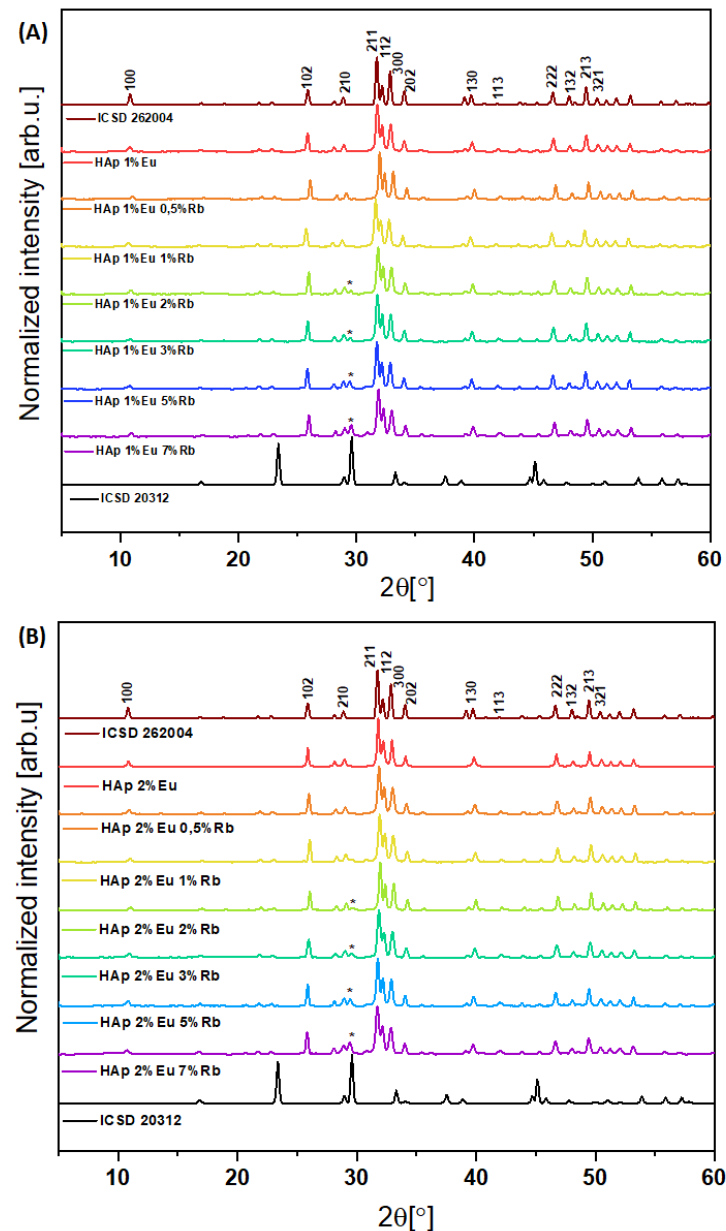 (A)
Normalized intensity [arb.u.]
100
102
210
211
112
300
202
130
113
222
132
213
321
ICSD 262004
HAp 1%Eu
HAp 1%Eu 0,5%Rb
HAp 1%Eu 1%Rb
*
HAp 1%Eu 2%Rb
*
HAp 1%Eu 3%Rb
*
HAp 1%Eu 5%Rb
*
HAp 1%Eu 7%Rb
ICSD 20312
10 20 30 40 50 60
2θ[°]
(B)
Normalized intensity [arb.u]
100
102
210
211
112
300
202
130
113
222
132
213
321
ICSD 262004
HAp 2%Eu
HAp 2%Eu 0,5%Rb
HAp 2%Eu 1%Rb
*
HAp 2%Eu 2%Rb
*
HAp 2%Eu 3%Rb
*
HAp 2%Eu 5%Rb
*
HAp 2%Eu 7%Rb
ICSD 20312
10 20 30 40 50 60
2θ[°]